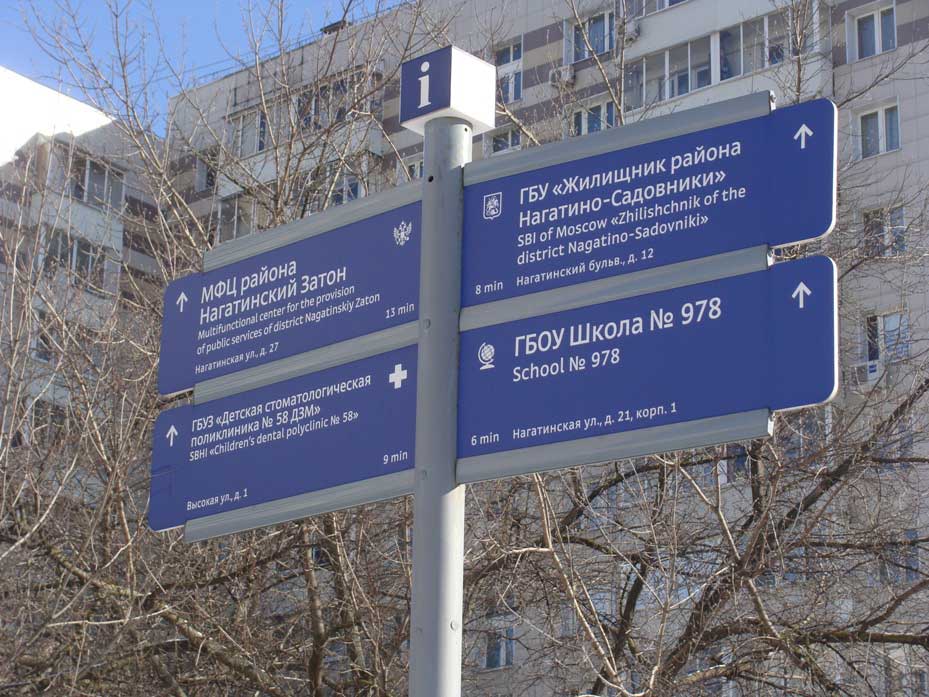 i
МФЦ района
Нагатинский Затон
Multifunctional center for the provision
of public services of district Nagatinskiy Zaton
Нагатинская ул., д. 27
13 min
ГБУЗ «Детская стоматологическая
поликлиника № 58 ДЗМ»
SBHI «Children's dental polyclinic № 58»
Высокая ул., д. 1
9 min
ГБУ «Жилищник района
Нагатино-Садовники»
SBI of Moscow «Zhilishchnik of the
district Nagatino-Sadovniki»
Нагатинский бульв., д. 12
8 min
ГБОУ Школа № 978
School № 978
Нагатинская ул., д. 21, корп. 1
6 min